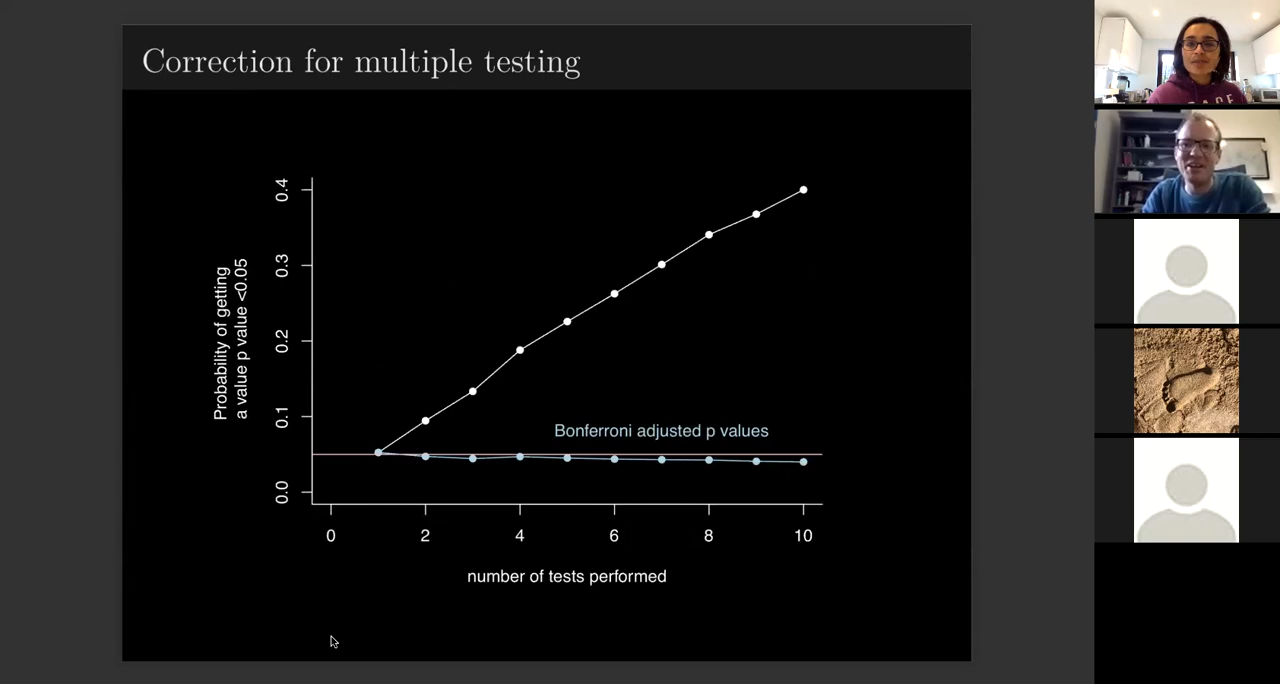 Correction for multiple testing
Probability of getting
a value p value <0.05
0.4
0.3
0.2
0.1
0.0
Bonferroni adjusted p values
0 2 4 6 8 10
number of tests performed